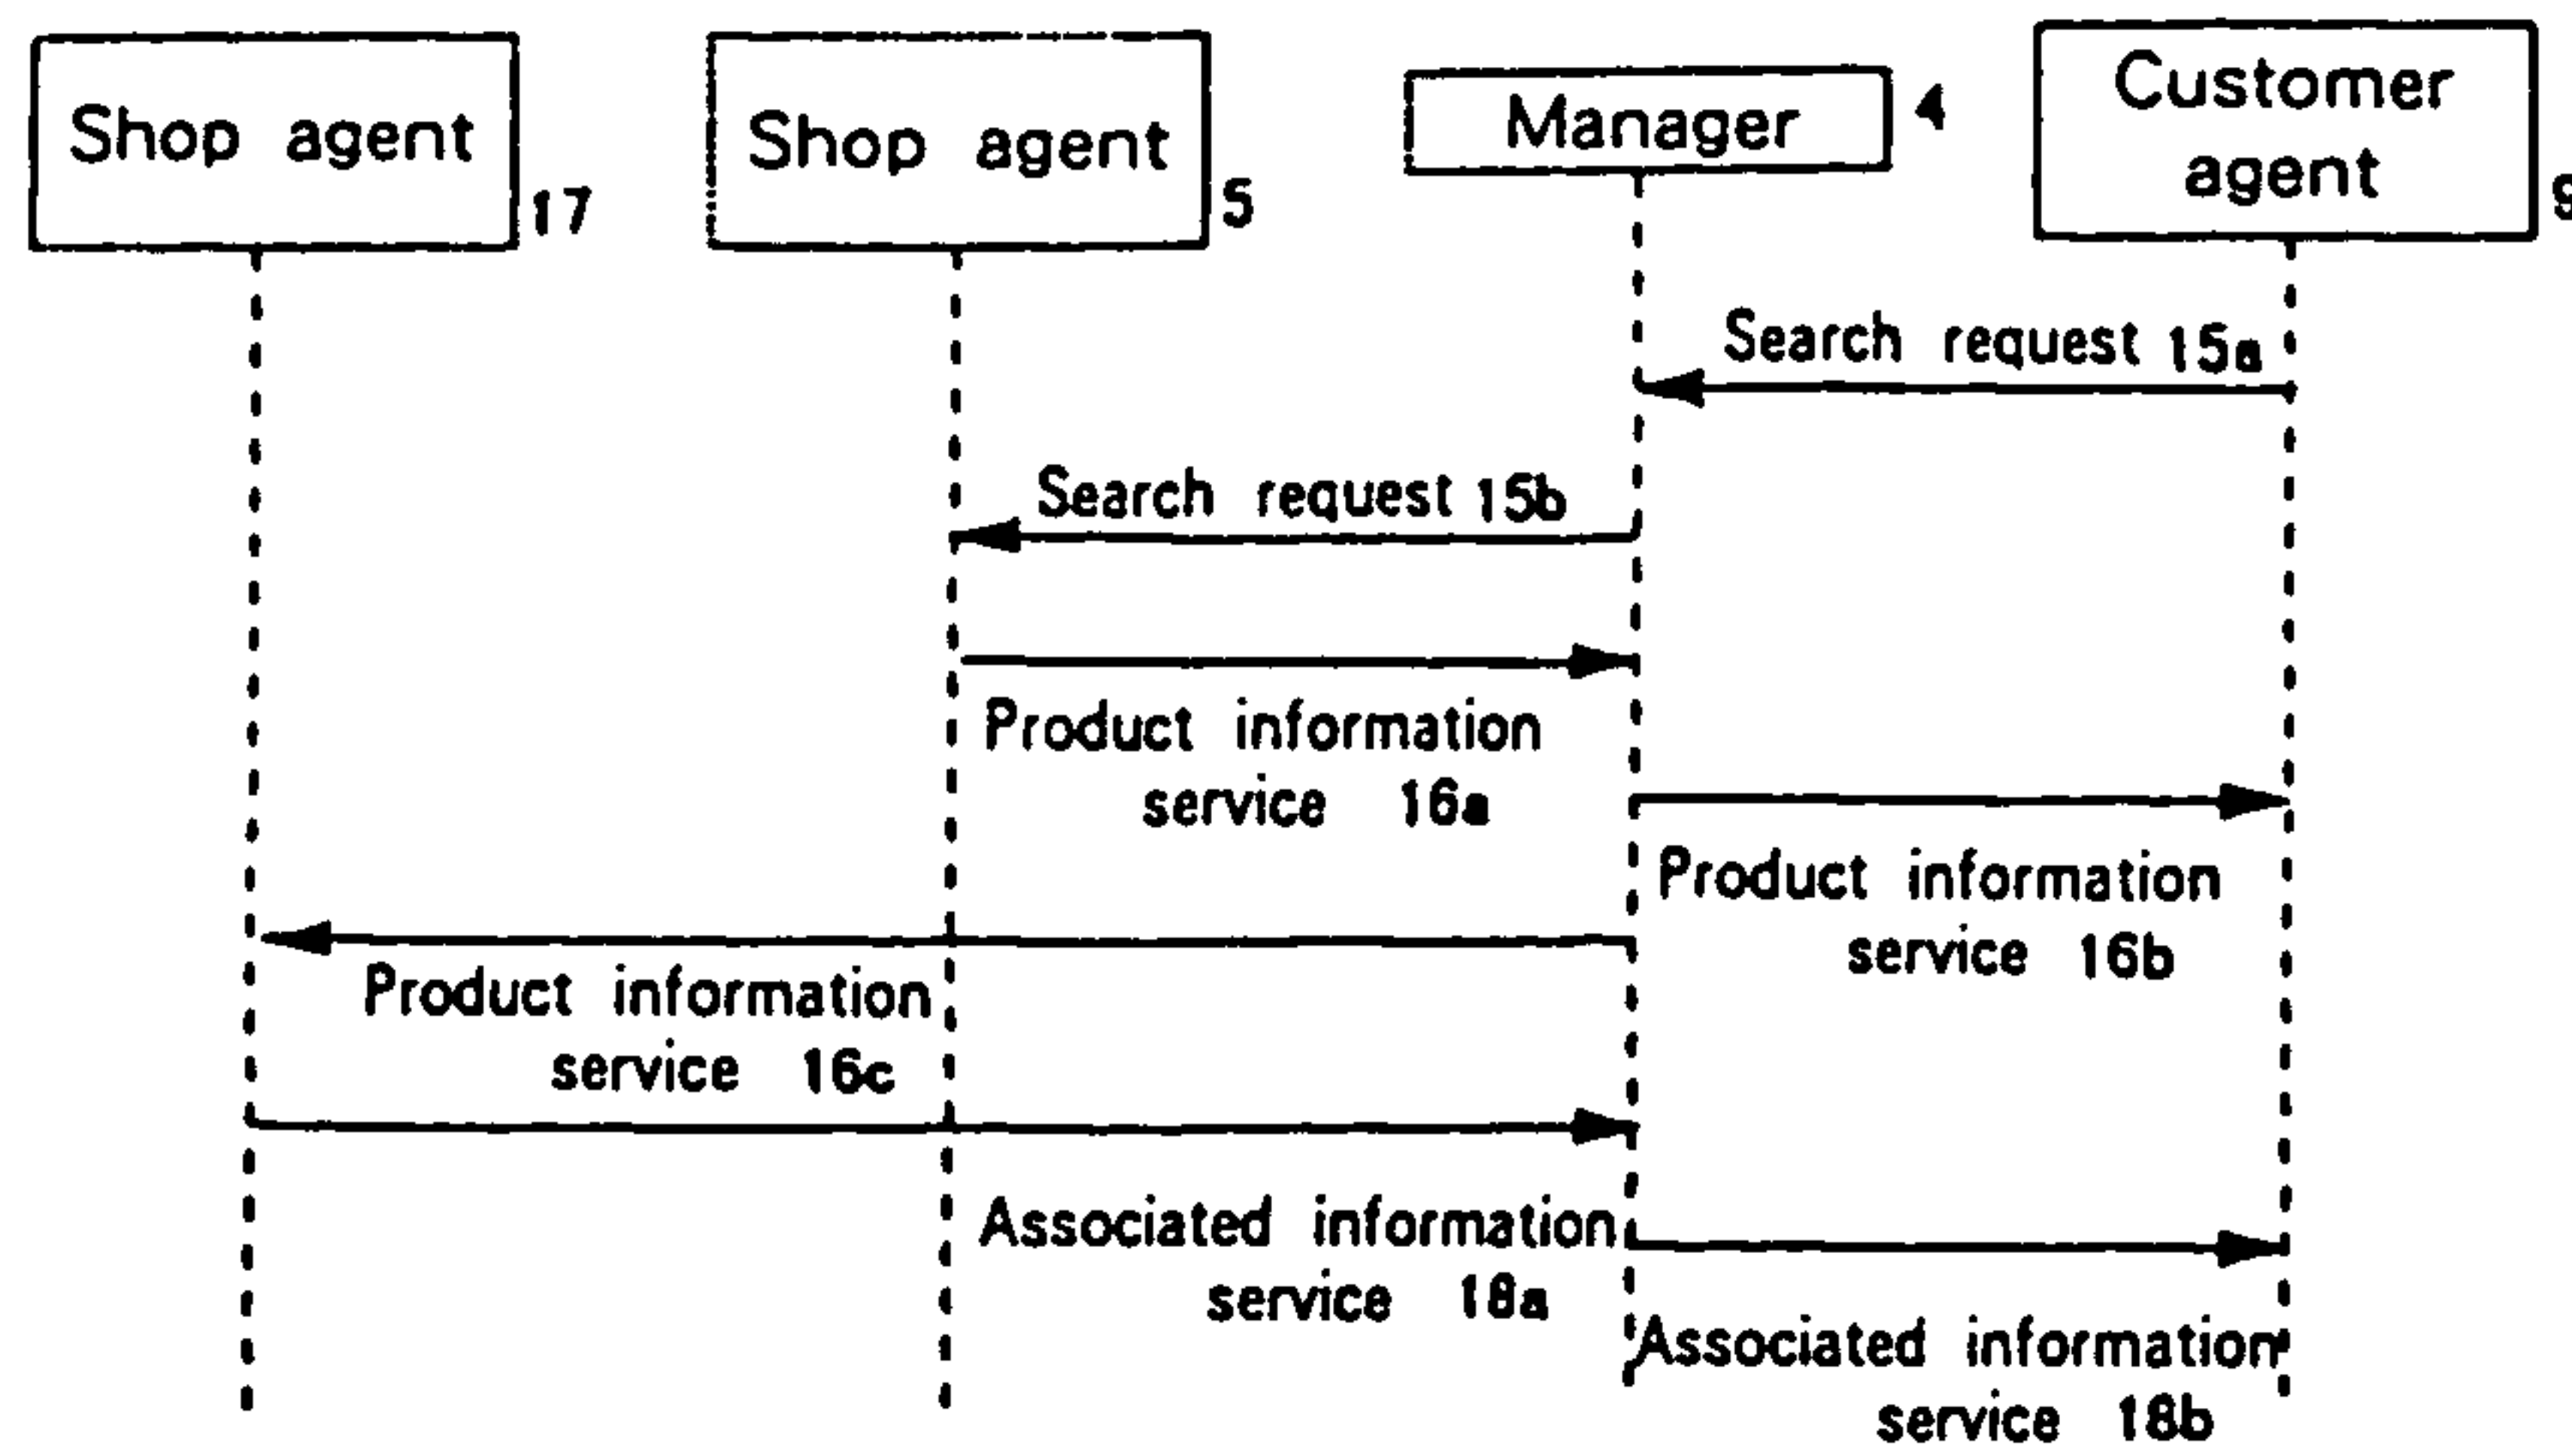 Shop agent
17
Shop agent
5
Manager
4
Customer
agent
9
Search request 15a
Search request 15b
Product information
service 16a
Product information
service 16b
Product information
service 16c
Associated information
service 18a
Associated information
service 18b